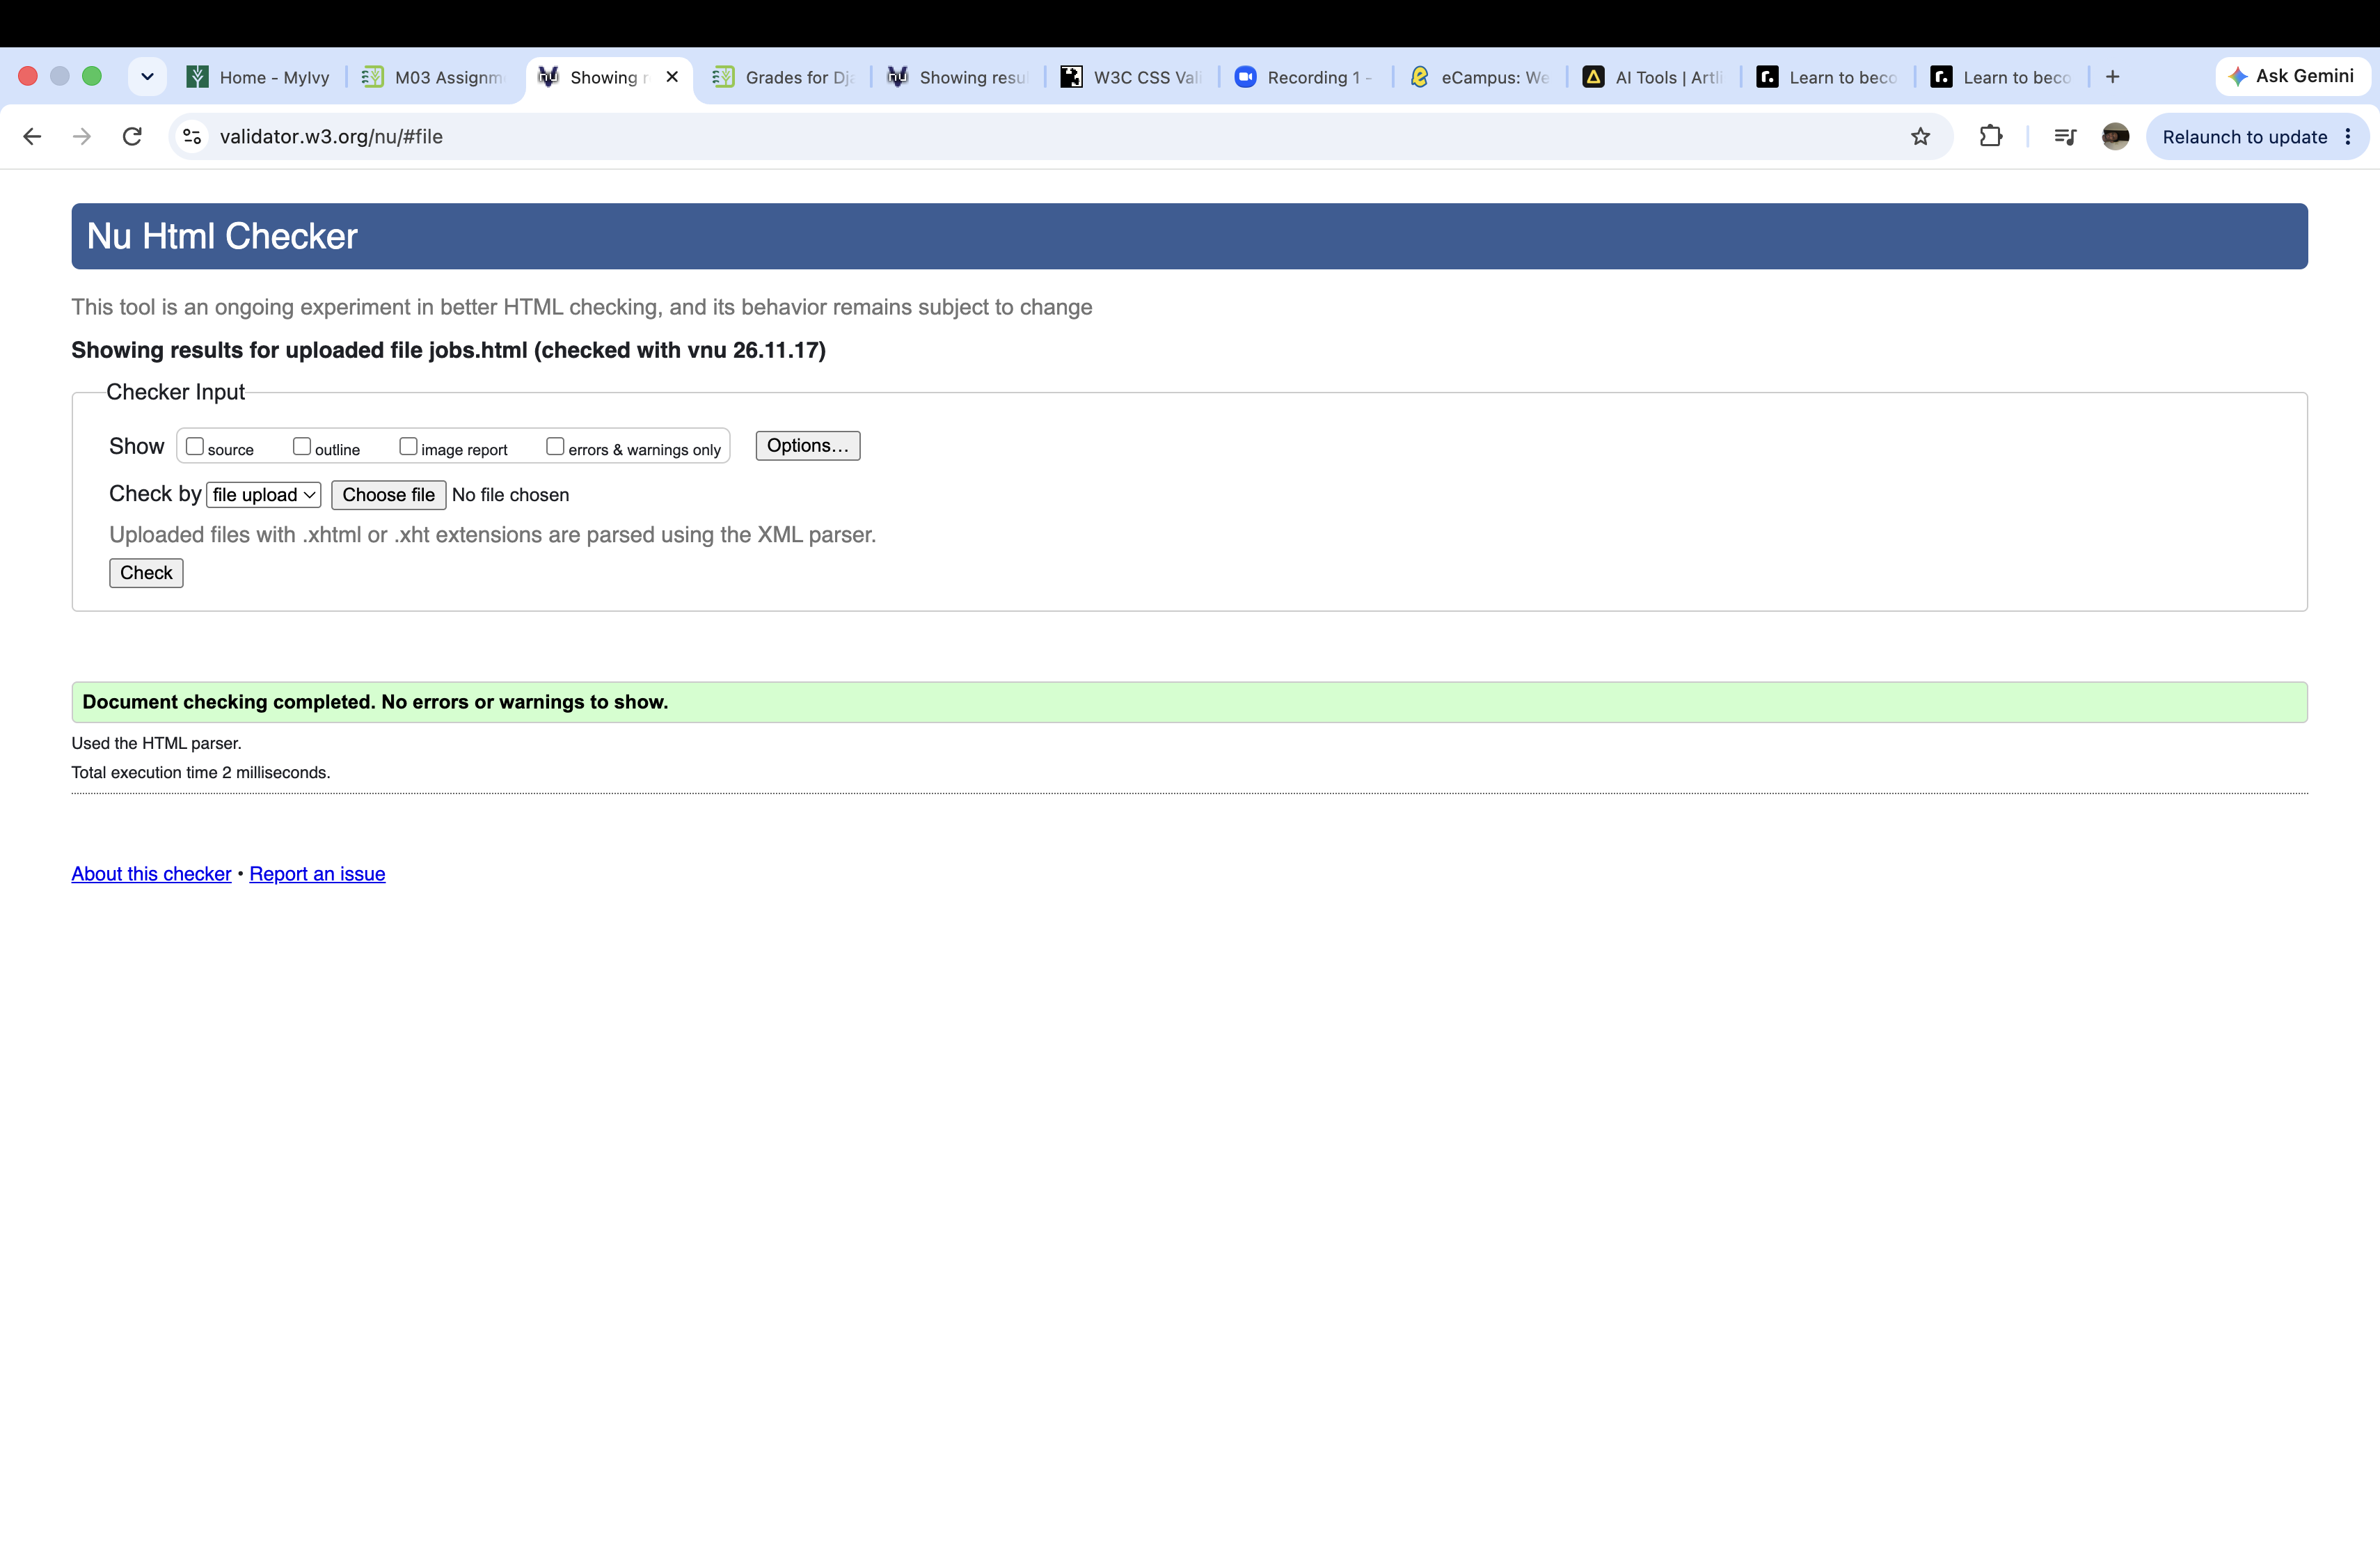 Home - MyIvy
M03 Assignm
Showing r
Grades for Dja
Showing resul
W3C CSS Vali
Recording 1 -
eCampus: We
AI Tools | Artli
Learn to beco
Learn to beco
Ask Gemini
validator.w3.org/nu/#file
Relaunch to update
Nu Html Checker
This tool is an ongoing experiment in better HTML checking, and its behavior remains subject to change
Showing results for uploaded file jobs.html (checked with vnu 26.11.17)
Checker Input
Show source outline image report errors & warnings only Options...
Check by file upload Choose file No file chosen
Uploaded files with .xhtml or .xht extensions are parsed using the XML parser.
Check
Document checking completed. No errors or warnings to show.
Used the HTML parser.
Total execution time 2 milliseconds.
About this checker • Report an issue